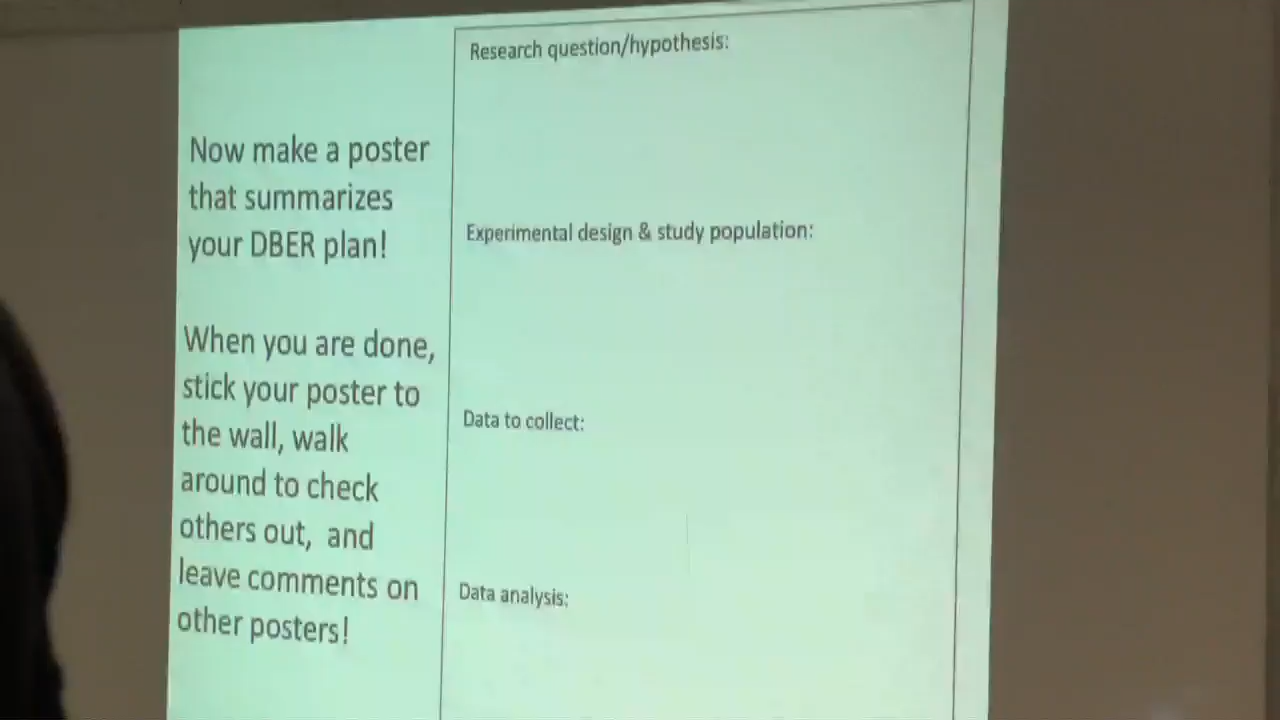 Now make a poster
that summarizes
your DBER plan!
When you are done,
stick your poster to
the wall, walk
around to check
others out, and
leave comments on
other posters!
Research question/hypothesis:
Experimental design & study population:
Data to collect:
Data analysis: